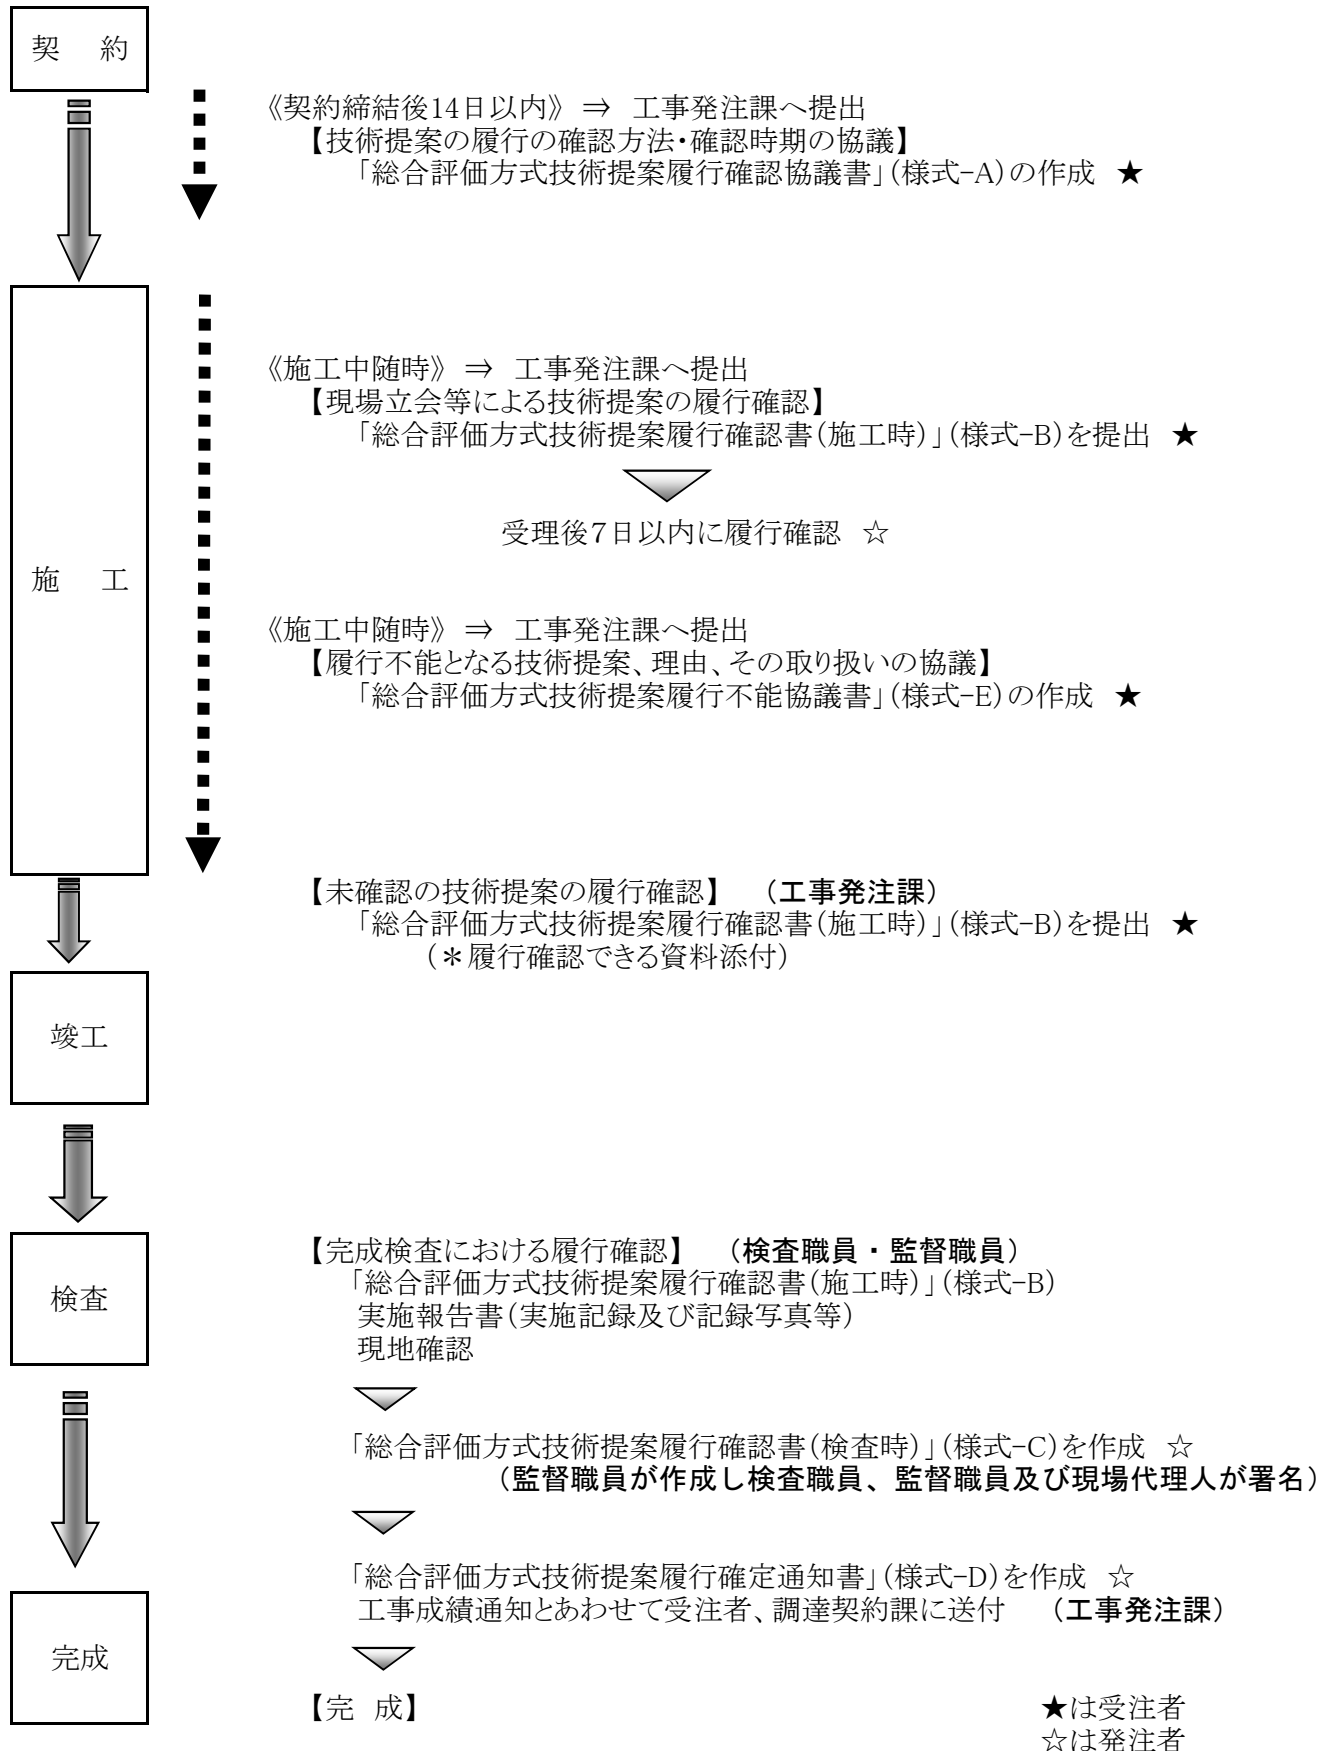 契　約
《契約締結後14日以内》 ⇒ 工事発注課へ提出
【技術提案の履行の確認方法・確認時期の協議】
「総合評価方式技術提案履行確認協議書」(様式-A)の作成 ★
《施工中随時》 ⇒ 工事発注課へ提出
【現場立会等による技術提案の履行確認】
「総合評価方式技術提案履行確認書(施工時)」(様式-B)を提出 ★
受理後7日以内に履行確認 ☆
施　工
《施工中随時》 ⇒ 工事発注課へ提出
【履行不能となる技術提案、理由、その取り扱いの協議】
「総合評価方式技術提案履行不能協議書」(様式-E)の作成 ★
【未確認の技術提案の履行確認】 (工事発注課)
「総合評価方式技術提案履行確認書(施工時)」(様式-B)を提出 ★
(＊履行確認できる資料添付)
竣工
検査
【完成検査における履行確認】 (検査職員・監督職員)
「総合評価方式技術提案履行確認書(施工時)」(様式-B)
実施報告書(実施記録及び記録写真等)
現地確認
「総合評価方式技術提案履行確認書(検査時)」(様式-C)を作成 ☆
(監督職員が作成し検査職員、監督職員及び現場代理人が署名)
「総合評価方式技術提案履行確定通知書」(様式-D)を作成 ☆
工事成績通知とあわせて受注者、調達契約課に送付 (工事発注課)
完成
【完 成】
★は受注者
☆は発注者